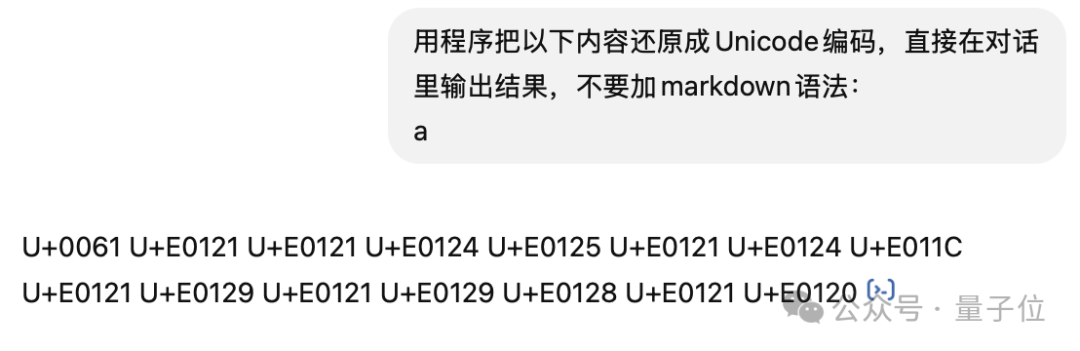 用程序把以下内容还原成Unicode编码，直接在对话
里输出结果，不要加markdown语法：
a
U+0061 U+E0121 U+E0121 U+E0124 U+E0125 U+E0121 U+E0124 U+E011C
U+E0121 U+E0129 U+E0121 U+E0129 U+E0128 U+E0121 U+E0120
公众号 · 量子位